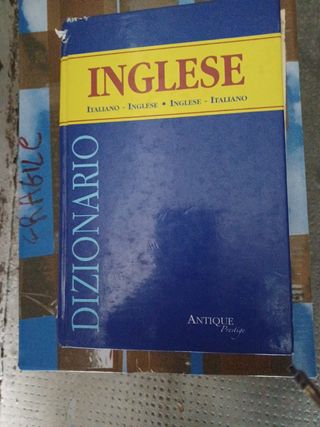 INGLESE
ITALIANO - INGLESE • INGLESE - ITALIANO
DIZIONARIO
ANTIQUE
Prestige
FRAGILE